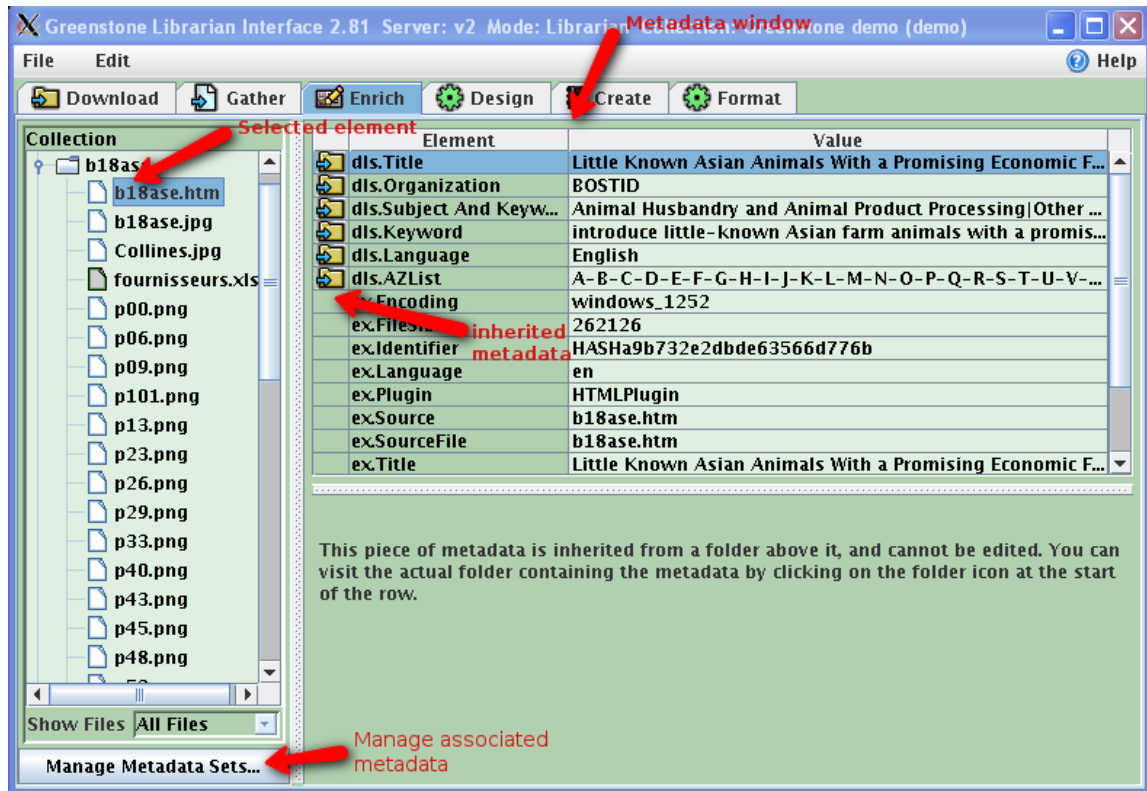 Greenstone Librarian Interface 2.81 Server: v2 Mode: Librarian Collection: Greenstone demo (demo)
Metadata window
File Edit Help
Download Gather Enrich Design Create Format
Selected element
Collection
b18ase
b18ase.htm
b18ase.jpg
Collines.jpg
fournisseurs.xls
p00.png
p06.png
p09.png
p101.png
p13.png
p23.png
p26.png
p29.png
p33.png
p40.png
p43.png
p45.png
p48.png
Show Files All Files
Manage Metadata Sets...
Manage associated
metadata
Element Value
dls.Title Little Known Asian Animals With a Promising Economic F...
dls.Organization BOSTID
dls.Subject And Keyw... Animal Husbandry and Animal Product Processing|Other ...
dls.Keyword introduce little-known Asian farm animals with a promis...
dls.Language English
dls.AZList A-B-C-D-E-F-G-H-I-J-K-L-M-N-O-P-Q-R-S-T-U-V-...
ex.Encoding windows_1252
ex.FileSize 262126
ex.Identifier HASHa9b732e2dbde63566d776b
ex.Language en
ex.Plugin HTMLPlugin
ex.Source b18ase.htm
ex.SourceFile b18ase.htm
ex.Title Little Known Asian Animals With a Promising Economic F...
inherited
metadata
This piece of metadata is inherited from a folder above it, and cannot be edited. You can
visit the actual folder containing the metadata by clicking on the folder icon at the start
of the row.